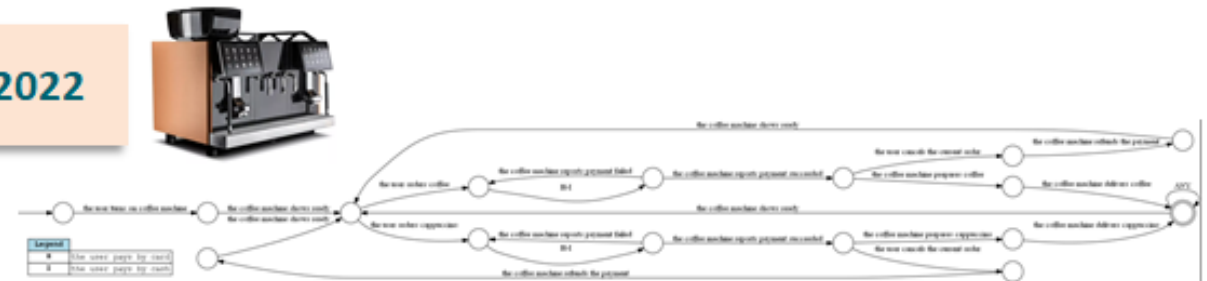 2022
the coffee machine shows ready
the coffee machine refunds the payment
the user cancels the current order
the coffee machine reports payment failed
the coffee machine reports payment succeeded
the coffee machine prepares coffee
the user orders coffee
the coffee machine delivers coffee
ANY
the user turns on coffee machine
the coffee machine shows ready
the coffee machine shows ready
the coffee machine shows ready
the user orders cappuccino
the coffee machine reports payment failed
the coffee machine reports payment succeeded
the coffee machine prepares cappuccino
the coffee machine delivers cappuccino
the user cancels the current order
Legend
the user pays by card
the user pays by cash
the coffee machine refunds the payment